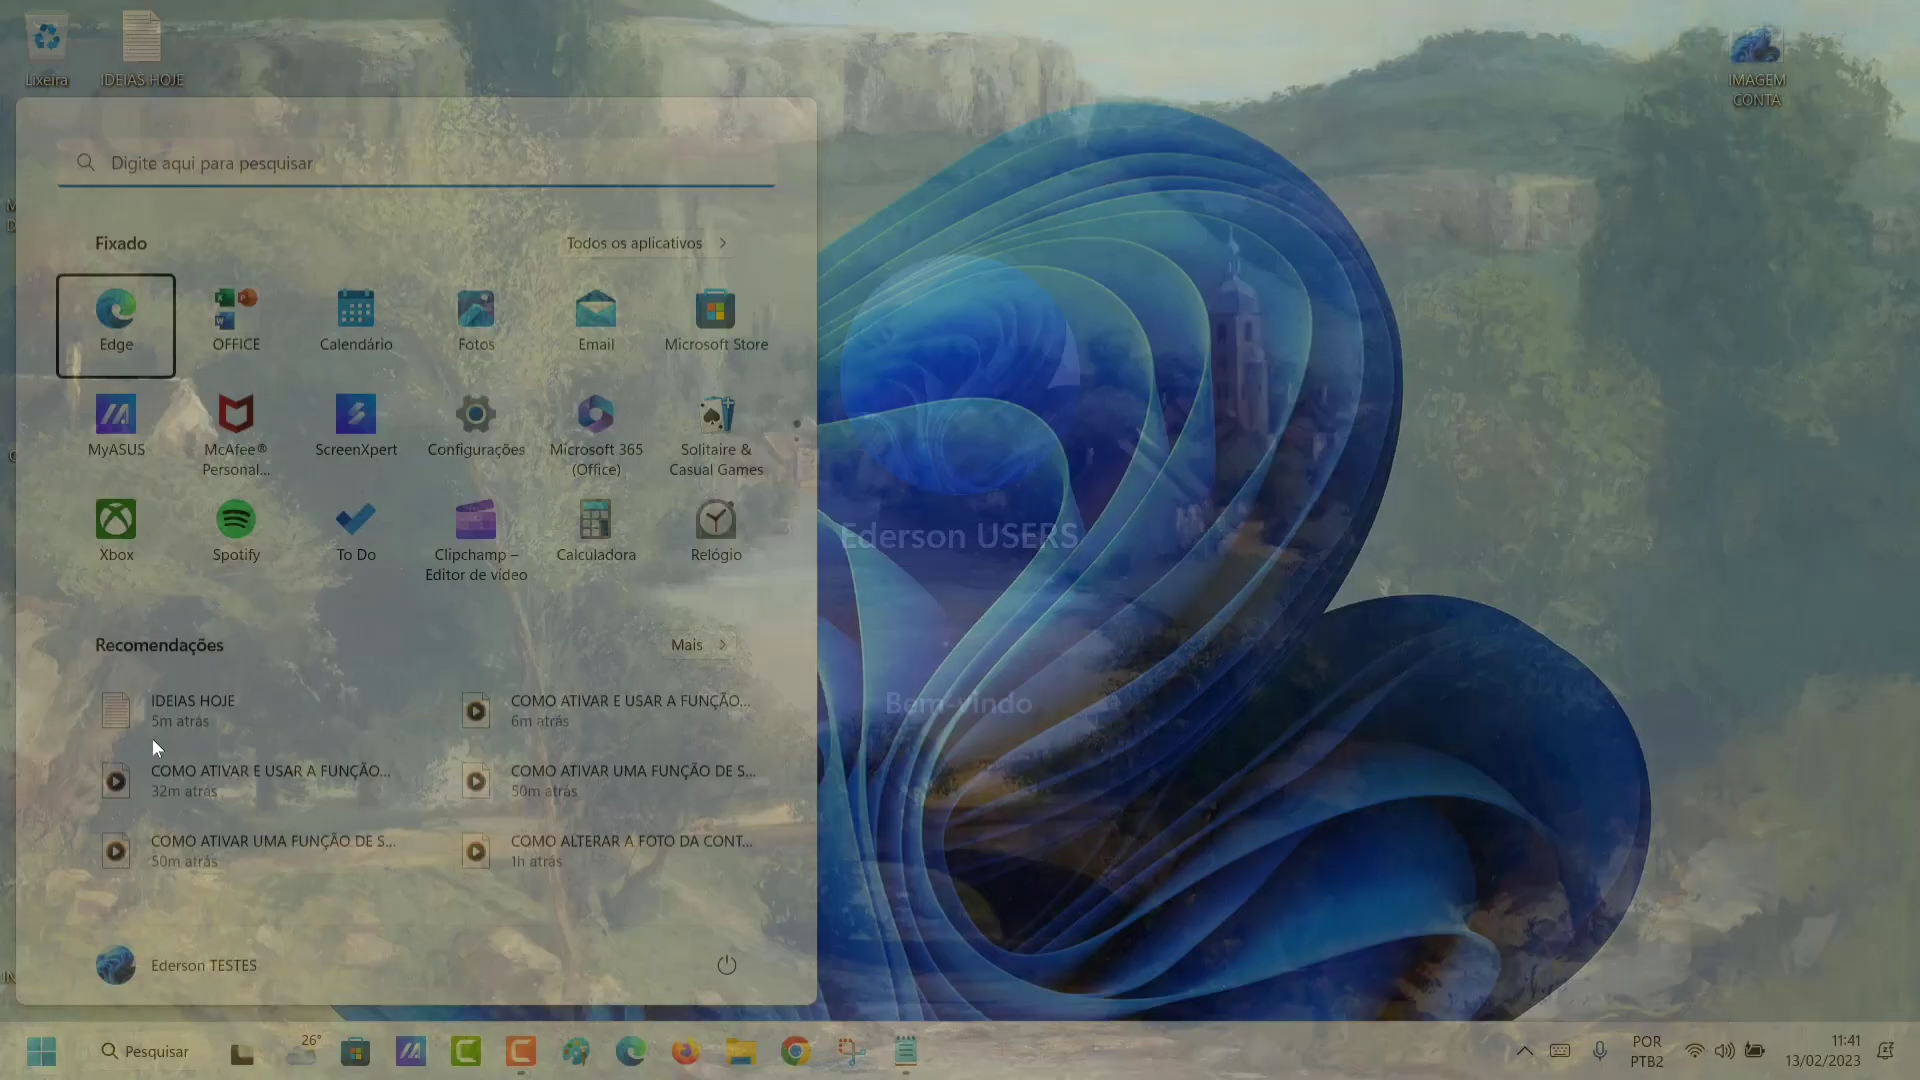 Lixeira
IDEIAS HOJE
IMAGEM
CONTA
Digite aqui para pesquisar
Fixado
Todos os aplicativos
Edge
OFFICE
Calendário
Fotos
Email
Microsoft Store
MyASUS
McAfee®
Personal...
ScreenXpert
Configurações
Microsoft 365
(Office)
Solitaire &
Casual Games
Xbox
Spotify
To Do
Clipchamp –
Editor de vídeo
Calculadora
Relógio
Ederson USERS
Bem-vindo
Recomendações
Mais
IDEIAS HOJE
5m atrás
COMO ATIVAR E USAR A FUNÇÃO...
6m atrás
COMO ATIVAR E USAR A FUNÇÃO...
32m atrás
COMO ATIVAR UMA FUNÇÃO DE S...
50m atrás
COMO ATIVAR UMA FUNÇÃO DE S...
50m atrás
COMO ALTERAR A FOTO DA CONT...
1h atrás
Ederson TESTES
Pesquisar
26°
POR
PTB2
11:41
13/02/2023